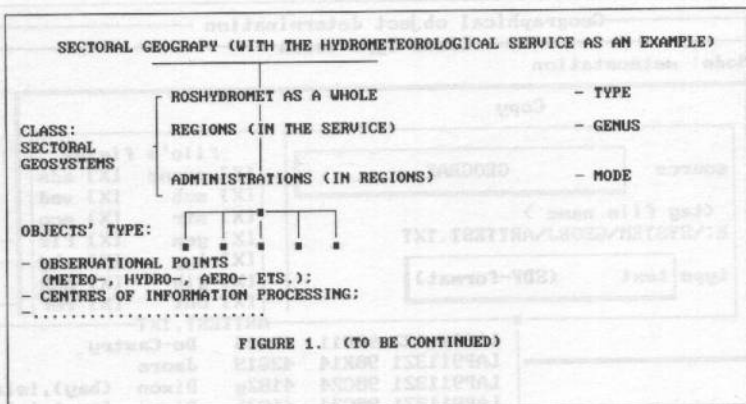 SECTORAL GEOGRAPY (WITH THE HYDROMETEOROLOGICAL SERVICE AS AN EXAMPLE)
ROSHYDROMET AS A WHOLE - TYPE
CLASS:
SECTORAL
GEOSYSTEMS
REGIONS (IN THE SERVICE) - GENUS
ADMINISTRATIONS (IN REGIONS) - MODE
OBJECTS' TYPE:
- OBSERVATIONAL POINTS
(METEO-, HYDRO-, AERO- ETS.);
- CENTRES OF INFORMATION PROCESSING;
- ................................
FIGURE 1. (TO BE CONTINUED)